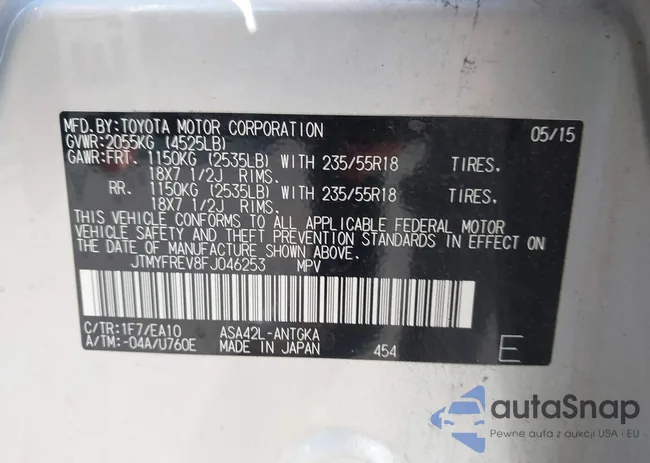 MFD.BY:TOYOTA MOTOR CORPORATION 05/15
GVWR:2055KG (4525LB)
GAWR:FRT. 1150KG (2535LB) WITH 235/55R18 TIRES.
18X7 1/2J RIMS.
RR. 1150KG (2535LB) WITH 235/55R18 TIRES.
18X7 1/2J RIMS.
THIS VEHICLE CONFORMS TO ALL APPLICABLE FEDERAL MOTOR
VEHICLE SAFETY AND THEFT PREVENTION STANDARDS IN EFFECT ON
THE DATE OF MANUFACTURE SHOWN ABOVE.
JTMYFREV8FJ046253 MPV
C/TR:1F7/EA10 ASA42L-ANTGKA
A/TM:-04A/U760E MADE IN JAPAN 454 E
autaSnap
Pewne auta z aukcji USA · EU